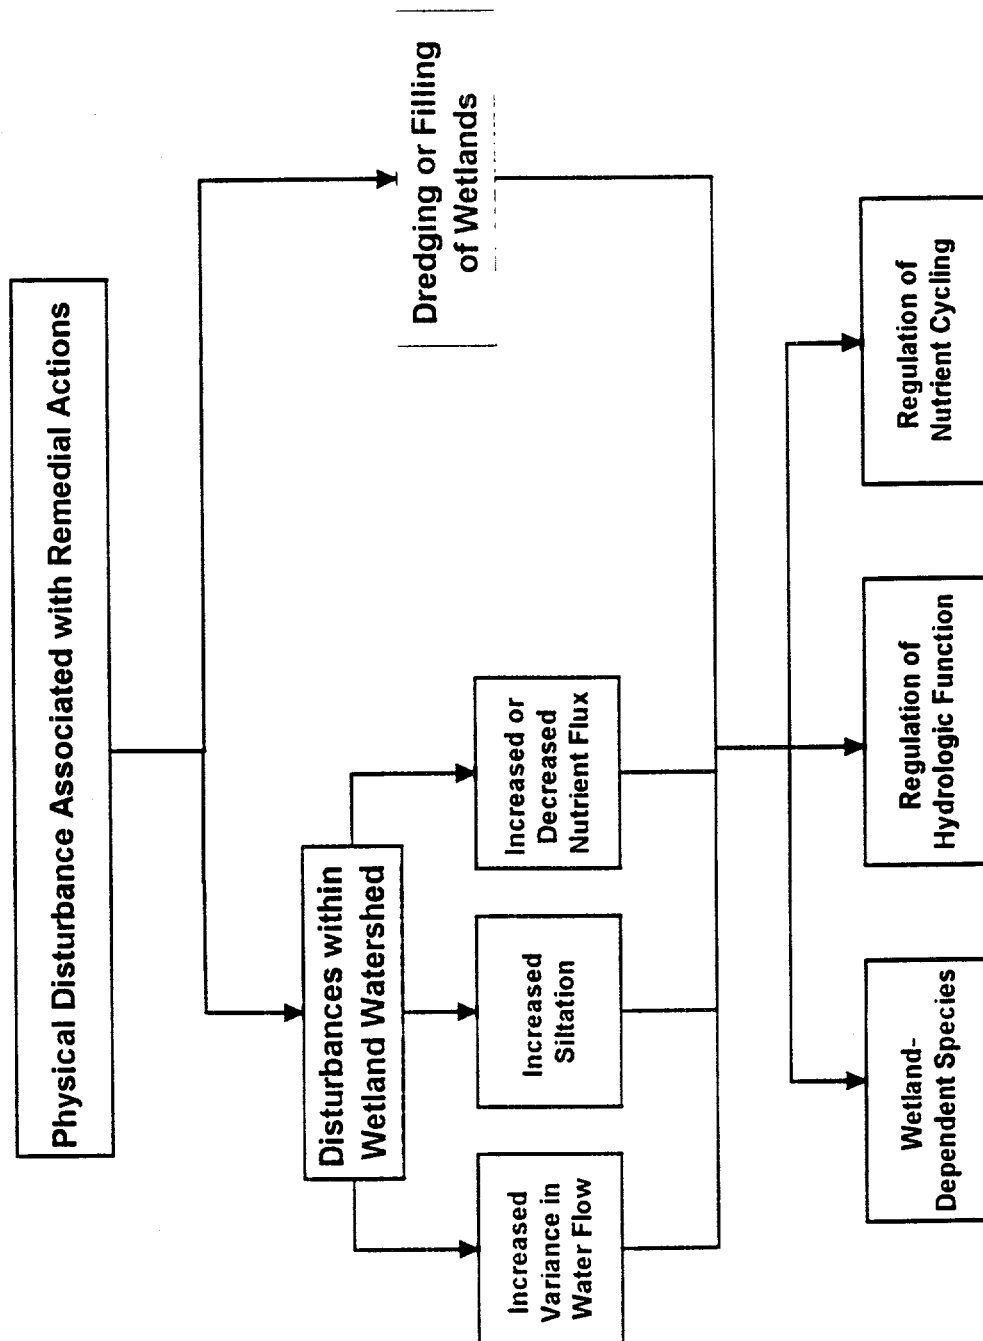 Physical Disturbance Associated with Remedial Actions
Disturbances within
Wetland Watershed
Dredging or Filling
of Wetlands
Increased
Variance in
Water Flow
Increased
Siltation
Increased or
Decreased
Nutrient Flux
Wetland-
Dependent Species
Regulation of
Hydrologic Function
Regulation of
Nutrient Cycling